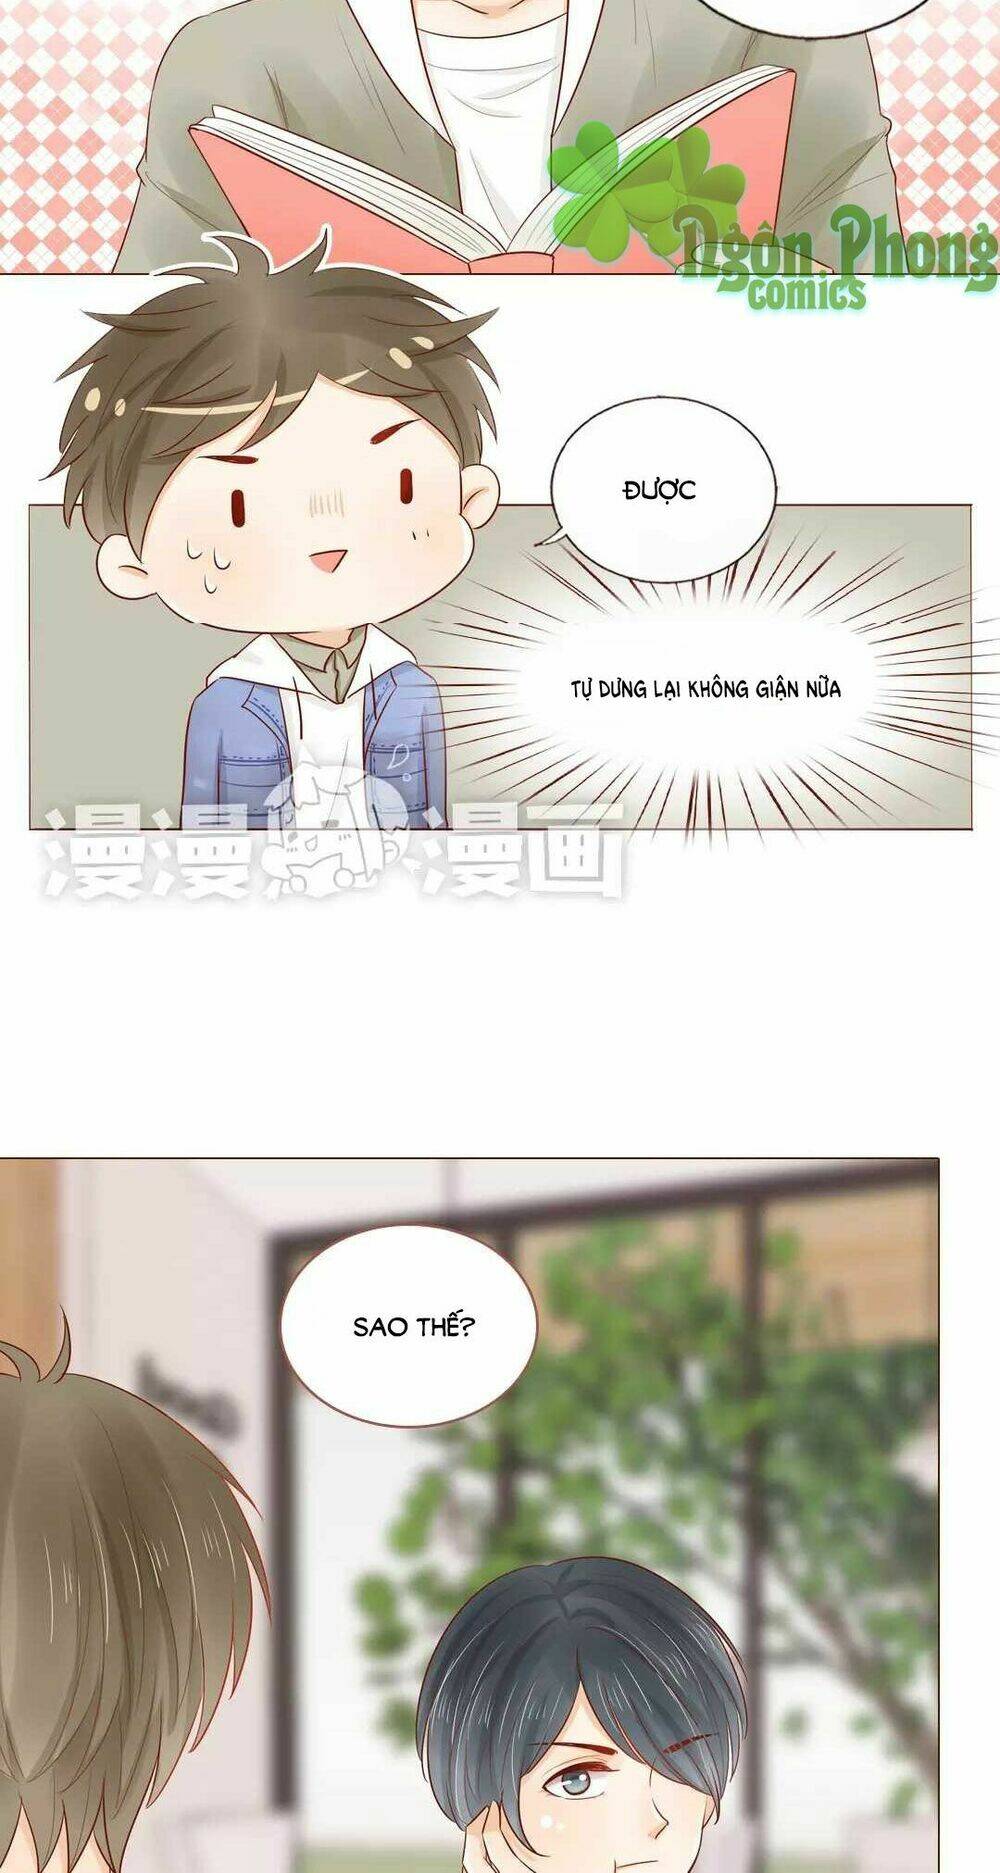 Ngôn Phong
comics
ĐƯỢC
TỰ DƯNG LẠI KHÔNG GIẬN NỮA
漫漫漫画
SAO THẾ?